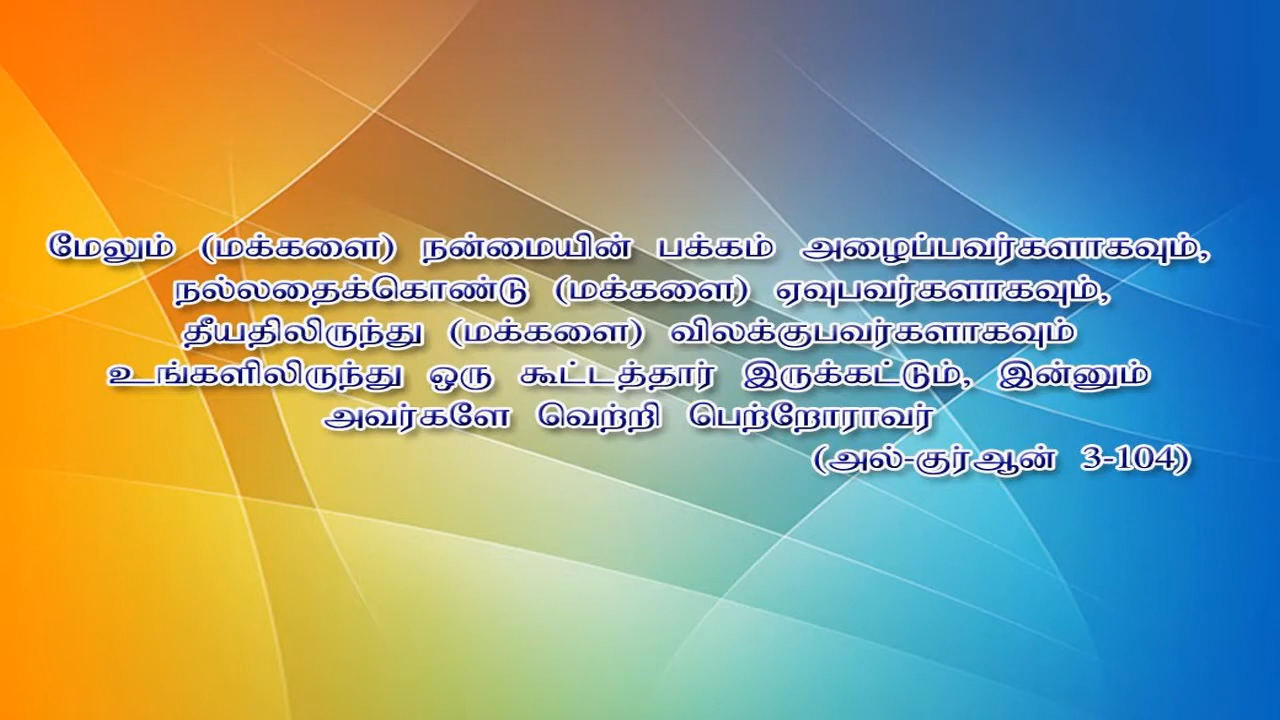 மேலும் (மக்களை) நன்மையின் பக்கம் அழைப்பவர்களாகவும்,
நல்லதைக்கொண்டு (மக்களை) ஏவுபவர்களாகவும்,
தீயதிலிருந்து (மக்களை) விலக்குபவர்களாகவும்
உங்களிலிருந்து ஒரு கூட்டத்தார் இருக்கட்டும், இன்னும்
அவர்களே வெற்றி பெற்றோராவர்
(அல்-குர்ஆன் 3-104)